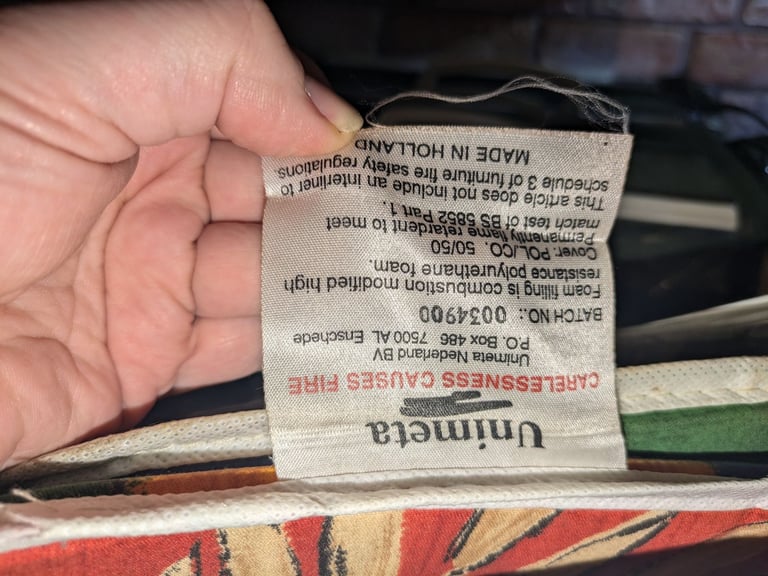 Unimeta
CARELESSNESS CAUSES FIRE
Unimeta Nederland BV
P.O. Box 486 7500 AL Enschede
BATCH NO.: 0034900
Foam filling is combustion modified high
resistance polyurethane foam.
Cover: POL/CO. 50/50
Permanently flame retardent to meet
match test of BS 5852 Part 1.
This article does not include an interliner to
schedule 3 of furniture fire safety regulations.
MADE IN HOLLAND